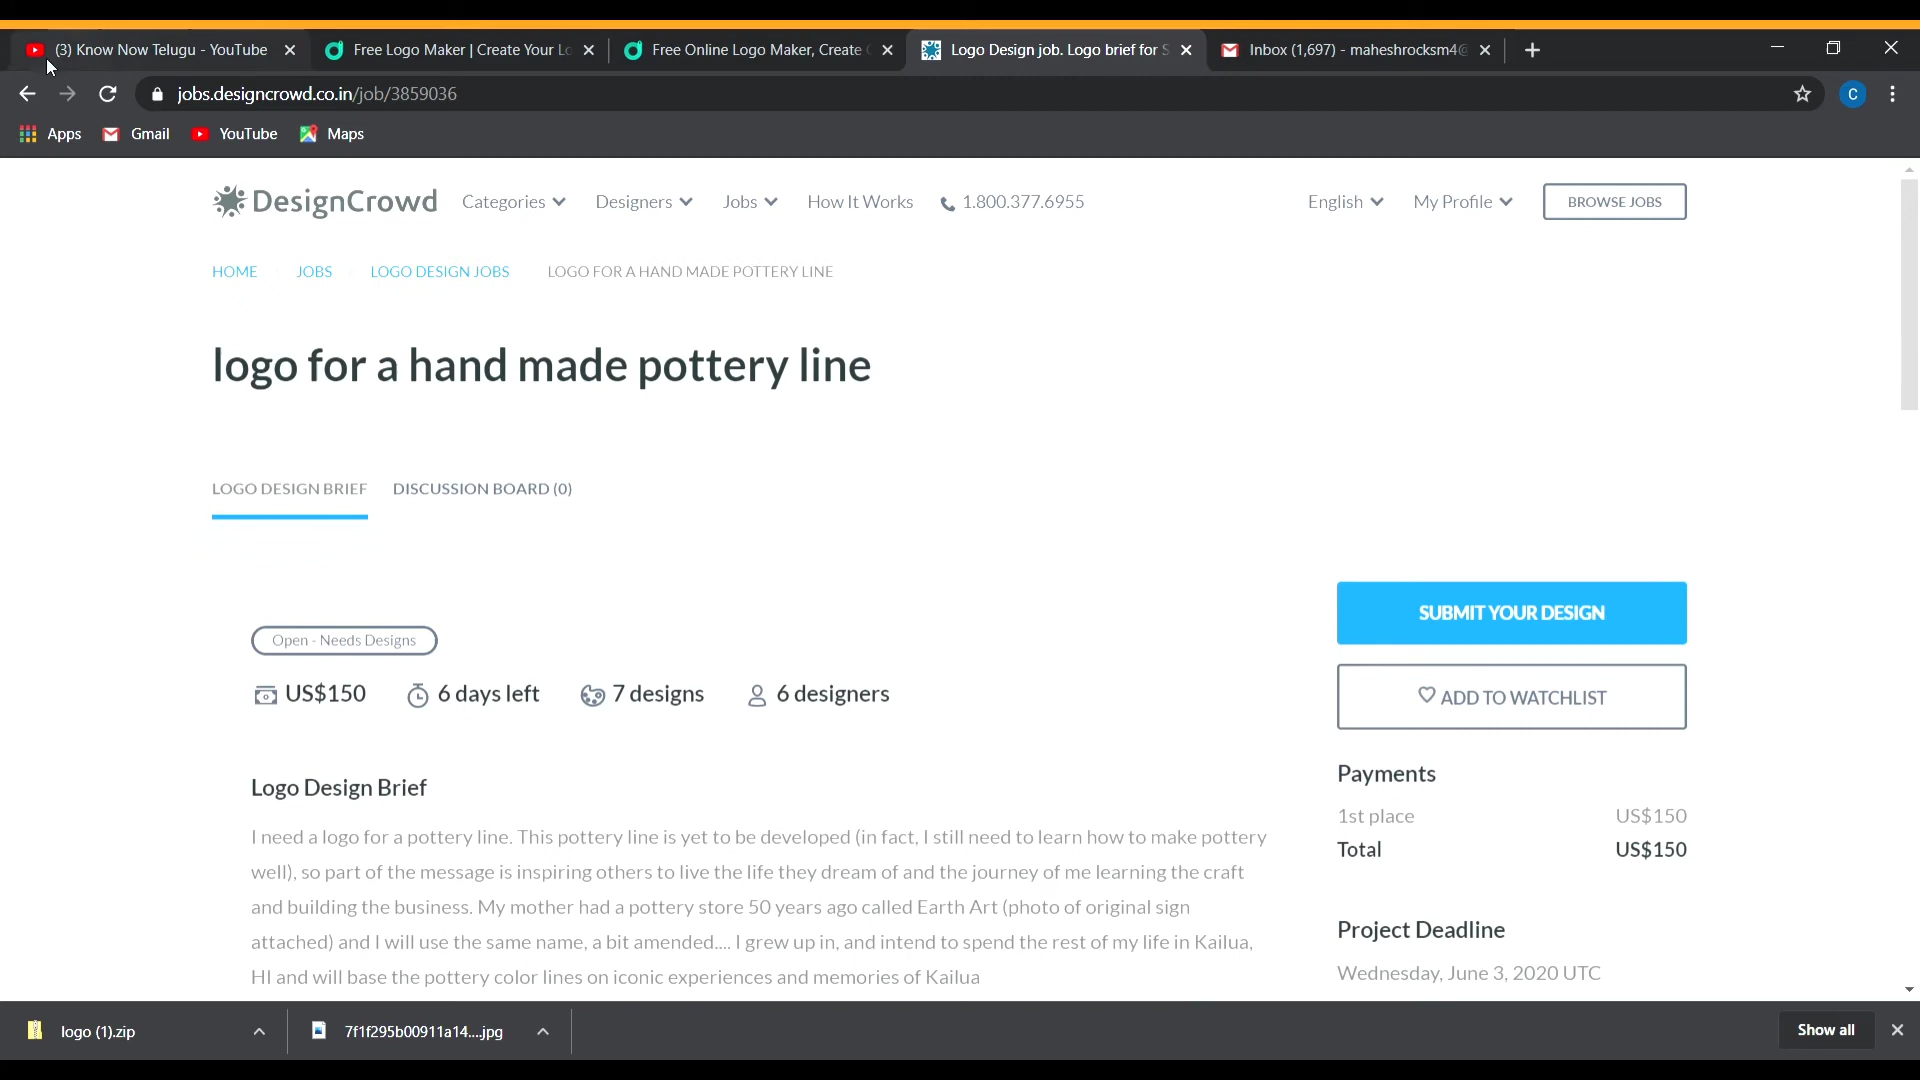 (3) Know Now Telugu - YouTube
Free Logo Maker | Create Your Lo
Free Online Logo Maker, Create
Logo Design job. Logo brief for S
Inbox (1,697) - maheshrocksm4@
jobs.designcrowd.co.in/job/3859036
C
Apps
Gmail
YouTube
Maps
DesignCrowd
Categories
Designers
Jobs
How It Works
1.800.377.6955
English
My Profile
BROWSE JOBS
HOME
JOBS
LOGO DESIGN JOBS
LOGO FOR A HAND MADE POTTERY LINE
logo for a hand made pottery line
LOGO DESIGN BRIEF
DISCUSSION BOARD (0)
SUBMIT YOUR DESIGN
Open - Needs Designs
US$150
6 days left
7 designs
6 designers
ADD TO WATCHLIST
Logo Design Brief
I need a logo for a pottery line. This pottery line is yet to be developed (in fact, I still need to learn how to make pottery
well), so part of the message is inspiring others to live the life they dream of and the journey of me learning the craft
and building the business. My mother had a pottery store 50 years ago called Earth Art (photo of original sign
attached) and I will use the same name, a bit amended.... I grew up in, and intend to spend the rest of my life in Kailua,
HI and will base the pottery color lines on iconic experiences and memories of Kailua
Payments
1st place US$150
Total US$150
Project Deadline
Wednesday, June 3, 2020 UTC
logo (1).zip
7f1f295b00911a14....jpg
Show all